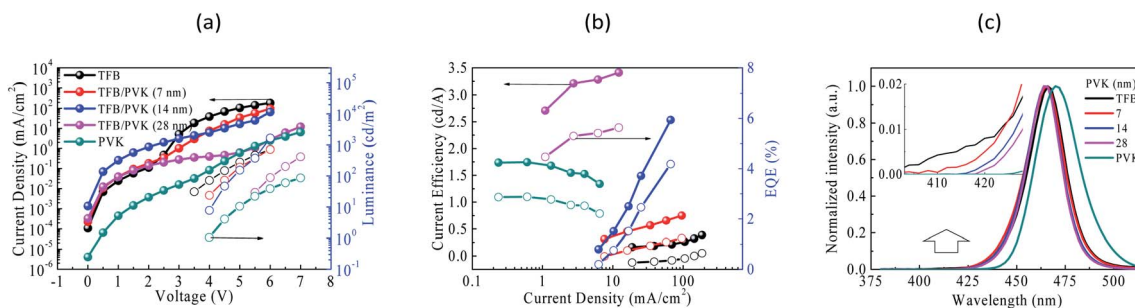 (a)
(b)
(c)
Current Density (mA/cm²)
10⁴
10³
10²
10¹
10⁰
10⁻¹
10⁻²
10⁻³
10⁻⁴
10⁻⁵
10⁻⁶
TFB
TFB/PVK (7 nm)
TFB/PVK (14 nm)
TFB/PVK (28 nm)
PVK
-1 0 1 2 3 4 5 6 7 8
Voltage (V)
10⁵
10⁴
10³
10²
10¹
10⁰
10⁻¹
Luminance (cd/m²)
Current Efficiency (cd/A)
3.5
3.0
2.5
2.0
1.5
1.0
0.5
0.0
10⁻¹ 10⁰ 10¹ 10² 10³
Current Density (mA/cm²)
8
6
4
2
0
EQE (%)
Normalized intensity (a.u.)
1.0
0.8
0.6
0.4
0.2
0.0
0.02
0.01
0.00
410 420
PVK (nm)
TFB
7
14
28
PVK
375 400 425 450 475 500
Wavelength (nm)